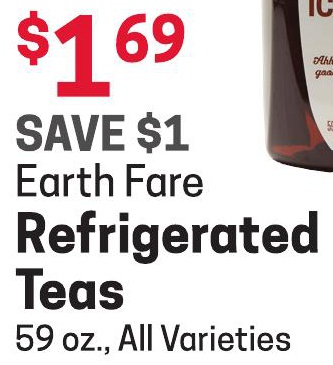 $1 69
SAVE $1
Earth Fare
Refrigerated
Teas
59 oz., All Varieties